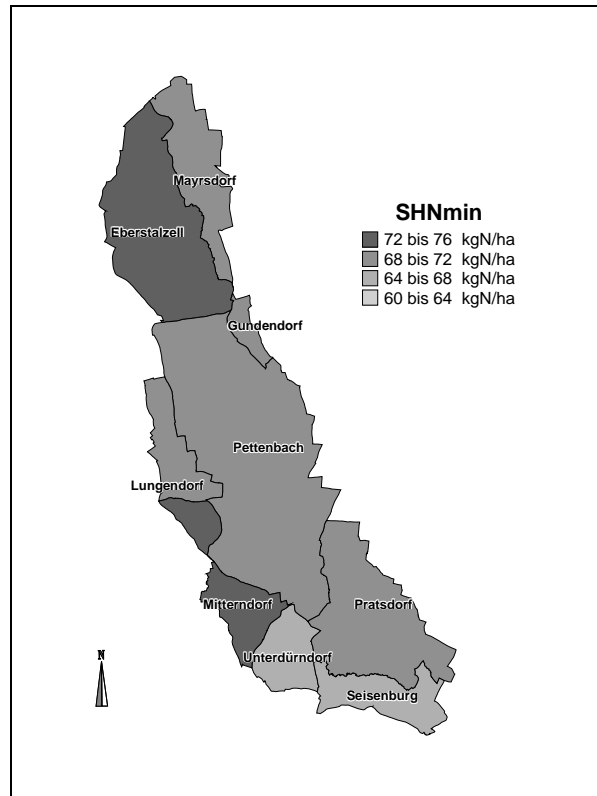 Mayrsdorf
Eberstalzell
SHNmin
72 bis 76 kgN/ha
68 bis 72 kgN/ha
64 bis 68 kgN/ha
60 bis 64 kgN/ha
Gundendorf
Pettenbach
Lungendorf
Mitterndorf
Pratsdorf
Unterdürndorf
N
Seisenburg